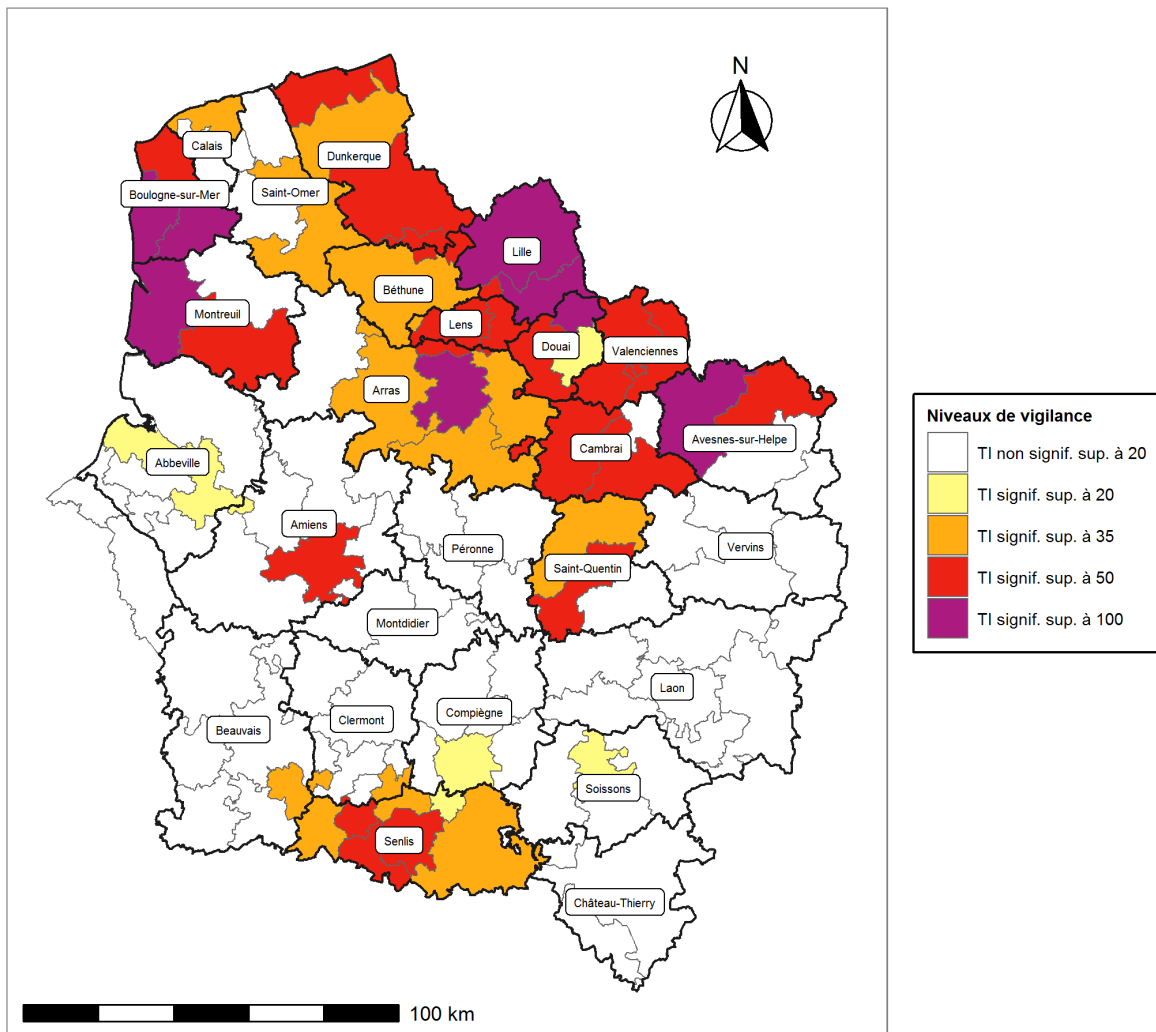 N
Calais
Dunkerque
Boulogne-sur-Mer
Saint-Omer
Lille
Béthune
Montreuil
Lens
Douai
Valenciennes
Arras
Avesnes-sur-Helpe
Cambrai
Abbeville
Amiens
Péronne
Vervins
Saint-Quentin
Montdidier
Laon
Compiègne
Clermont
Beauvais
Soissons
Senlis
Château-Thierry
100 km
Niveaux de vigilance
TI non signif. sup. à 20
TI signif. sup. à 20
TI signif. sup. à 35
TI signif. sup. à 50
TI signif. sup. à 100